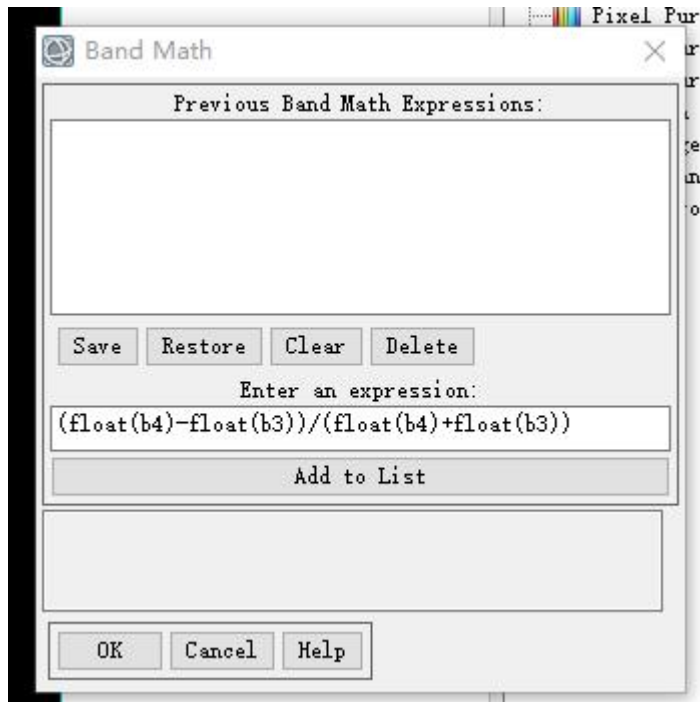 Pixel Pur
Band Math
Previous Band Math Expressions:
Save Restore Clear Delete
Enter an expression:
(float(b4)-float(b3))/(float(b4)+float(b3))
Add to List
OK Cancel Help